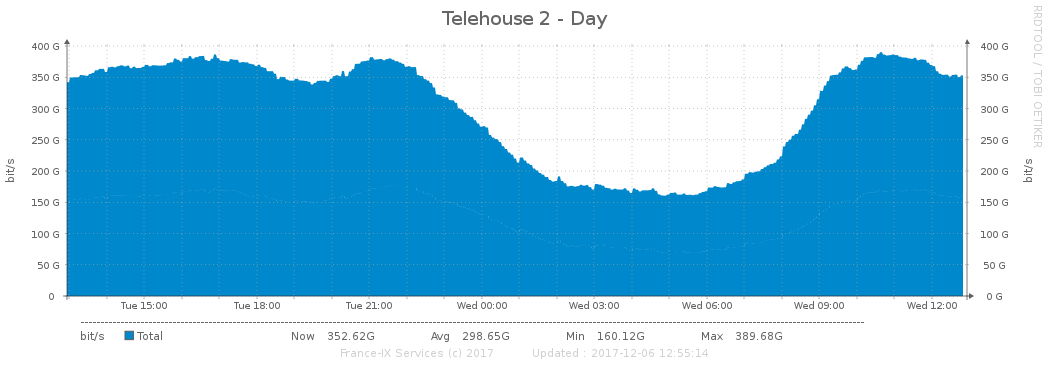 Telehouse 2 - Day
RRDTOOL / TOBI OETIKER
bit/s
400 G
350 G
300 G
250 G
200 G
150 G
100 G
50 G
0
400 G
350 G
300 G
250 G
200 G
150 G
100 G
50 G
0 G
bit/s
Tue 15:00 Tue 18:00 Tue 21:00 Wed 00:00 Wed 03:00 Wed 06:00 Wed 09:00 Wed 12:00
bit/s Total Now 352.62G Avg 298.65G Min 160.12G Max 389.68G
France-IX Services (c) 2017 Updated : 2017-12-06 12:55:14